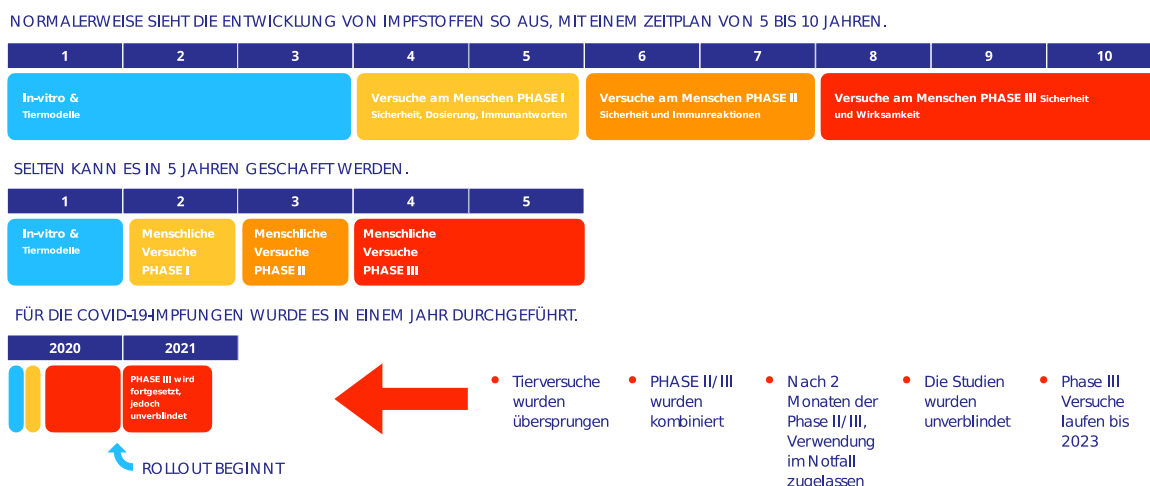 NORMALERWEISE SIEHT DIE ENTWICKLUNG VON IMPFSTOFFEN SO AUS, MIT EINEM ZEITPLAN VON 5 BIS 10 JAHREN.
1 2 3 4 5 6 7 8 9 10
In-vitro &
Tiermodelle
Versuche am Menschen PHASE I
Sicherheit, Dosierung, Immunantworten
Versuche am Menschen PHASE II
Sicherheit und Immunreaktionen
Versuche am Menschen PHASE III Sicherheit
und Wirksamkeit
SELTEN KANN ES IN 5 JAHREN GESCHAFFT WERDEN.
1 2 3 4 5
In-vitro &
Tiermodelle
Menschliche
Versuche
PHASE I
Menschliche
Versuche
PHASE II
Menschliche
Versuche
PHASE III
FÜR DIE COVID-19-IMPFUNGEN WURDE ES IN EINEM JAHR DURCHGEFÜHRT.
2020 2021
PHASE III wird
fortgesetzt,
jedoch
unverblindet
ROLLOUT BEGINNT
• Tierversuche
wurden
übersprungen
• PHASE II/III
wurden
kombiniert
• Nach 2
Monaten der
Phase II/III,
Verwendung
im Notfall
zugelassen
• Die Studien
wurden
unverblindet
• Phase III
Versuche
laufen bis
2023